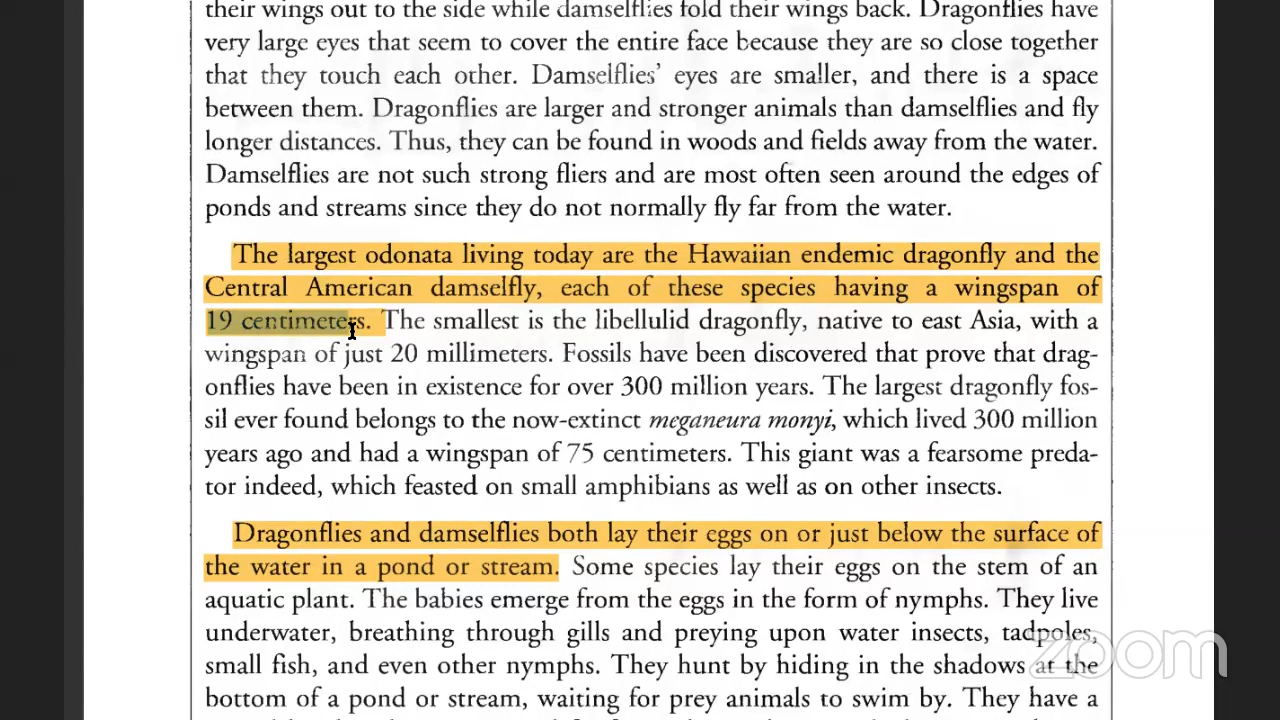 their wings out to the side while damselflies fold their wings back. Dragonflies have
very large eyes that seem to cover the entire face because they are so close together
that they touch each other. Damselflies’ eyes are smaller, and there is a space
between them. Dragonflies are larger and stronger animals than damselflies and fly
longer distances. Thus, they can be found in woods and fields away from the water.
Damselflies are not such strong fliers and are most often seen around the edges of
ponds and streams since they do not normally fly far from the water.
The largest odonata living today are the Hawaiian endemic dragonfly and the
Central American damselfly, each of these species having a wingspan of
19 centimeters. The smallest is the libellulid dragonfly, native to east Asia, with a
wingspan of just 20 millimeters. Fossils have been discovered that prove that drag-
onflies have been in existence for over 300 million years. The largest dragonfly fos-
sil ever found belongs to the now-extinct meganeura monyi, which lived 300 million
years ago and had a wingspan of 75 centimeters. This giant was a fearsome preda-
tor indeed, which feasted on small amphibians as well as on other insects.
Dragonflies and damselflies both lay their eggs on or just below the surface of
the water in a pond or stream. Some species lay their eggs on the stem of an
aquatic plant. The babies emerge from the eggs in the form of nymphs. They live
underwater, breathing through gills and preying upon water insects, tadpoles,
small fish, and even other nymphs. They hunt by hiding in the shadows at the
bottom of a pond or stream, waiting for prey animals to swim by. They have a
zoom